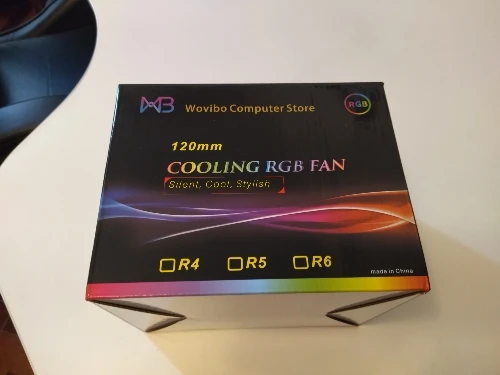 WB
Wovibo Computer Store
RGB
120mm
COOLING RGB FAN
Silent, Cool, Stylish
R4 R5 R6
made in China